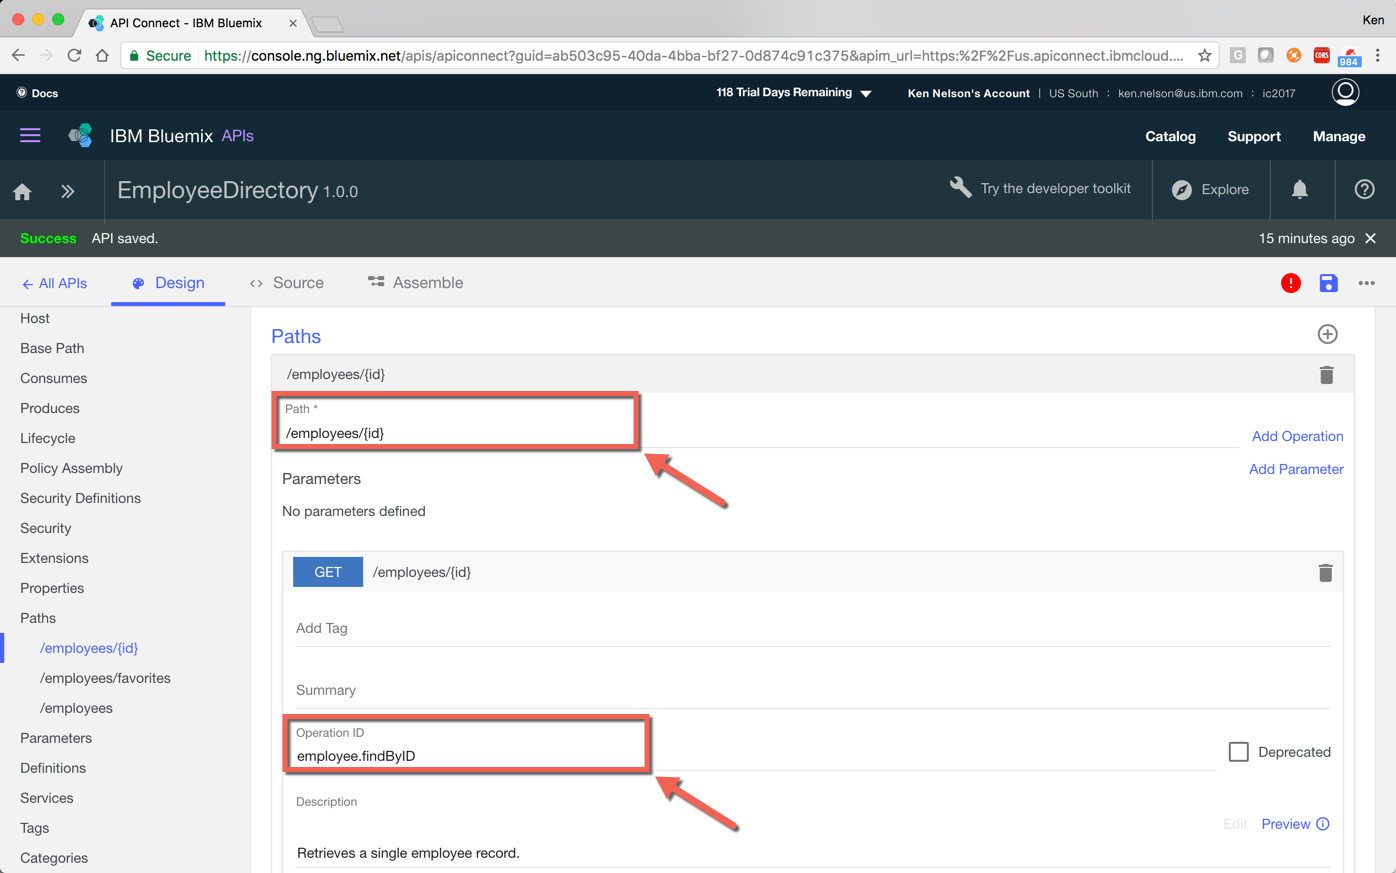 API Connect - IBM Bluemix
Ken
Secure https://console.ng.bluemix.net/apis/apiconnect?guid=ab503c95-40da-4bba-bf27-0d874c91c375&apim_url=https:%2F%2Fus.apiconnect.ibmcloud....
G
CORS
984
Docs
118 Trial Days Remaining
Ken Nelson's Account | US South : ken.nelson@us.ibm.com : ic2017
IBM Bluemix APIs
Catalog Support Manage
EmployeeDirectory 1.0.0
Try the developer toolkit
Explore
Success API saved.
15 minutes ago
All APIs
Design
Source
Assemble
Host
Base Path
Consumes
Produces
Lifecycle
Policy Assembly
Security Definitions
Security
Extensions
Properties
Paths
/employees/{id}
/employees/favorites
/employees
Parameters
Definitions
Services
Tags
Categories
Paths
/employees/{id}
Path *
/employees/{id}
Add Operation
Add Parameter
Parameters
No parameters defined
GET /employees/{id}
Add Tag
Summary
Operation ID
employee.findByID
Deprecated
Description
Edit Preview
Retrieves a single employee record.